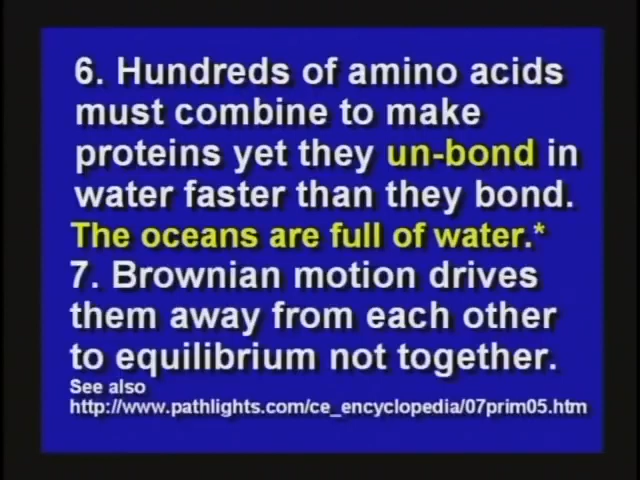 6. Hundreds of amino acids
must combine to make
proteins yet they un-bond in
water faster than they bond.
The oceans are full of water.*
7. Brownian motion drives
them away from each other
to equilibrium not together.
See also
http://www.pathlights.com/ce_encyclopedia/07prim05.htm